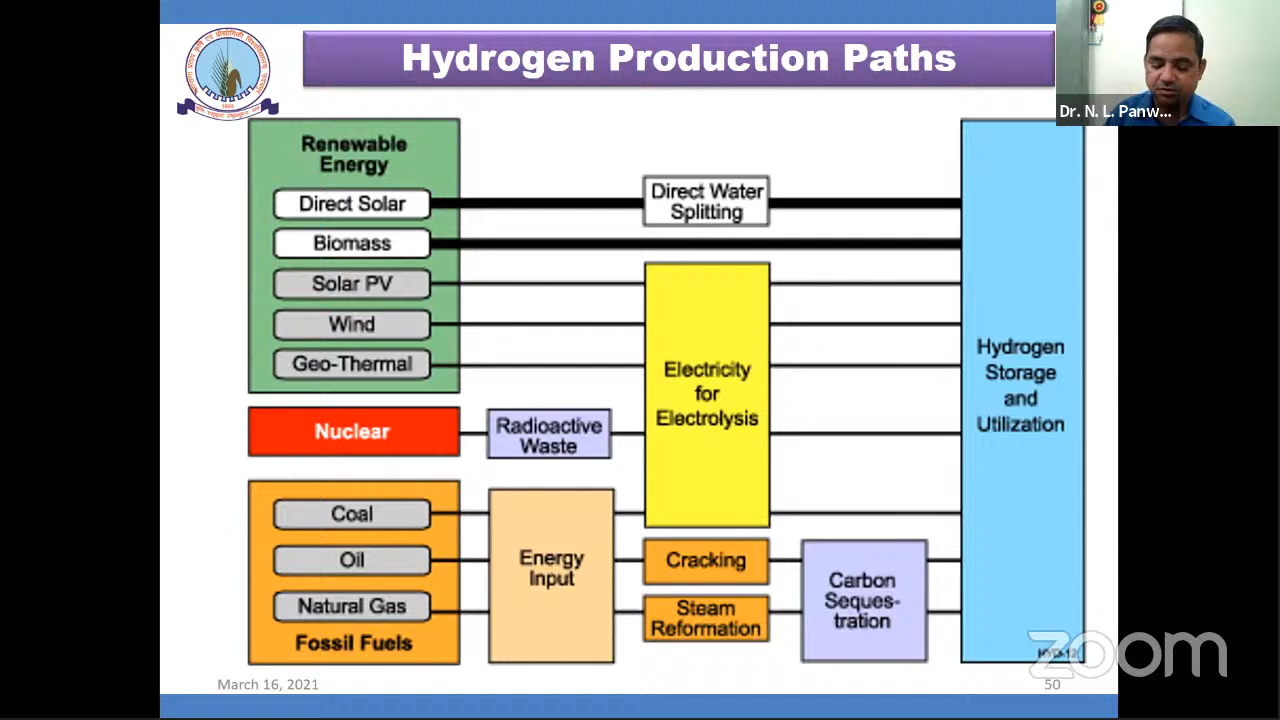 Hydrogen Production Paths
Dr. N. L. Panw...
Renewable
Energy
Direct Solar
Biomass
Solar PV
Wind
Geo-Thermal
Direct Water
Splitting
Electricity
for
Electrolysis
Hydrogen
Storage
and
Utilization
Nuclear
Radioactive
Waste
Coal
Oil
Natural Gas
Fossil Fuels
Energy
Input
Cracking
Steam
Reformation
Carbon
Seques-
tration
zoom
March 16, 2021
50